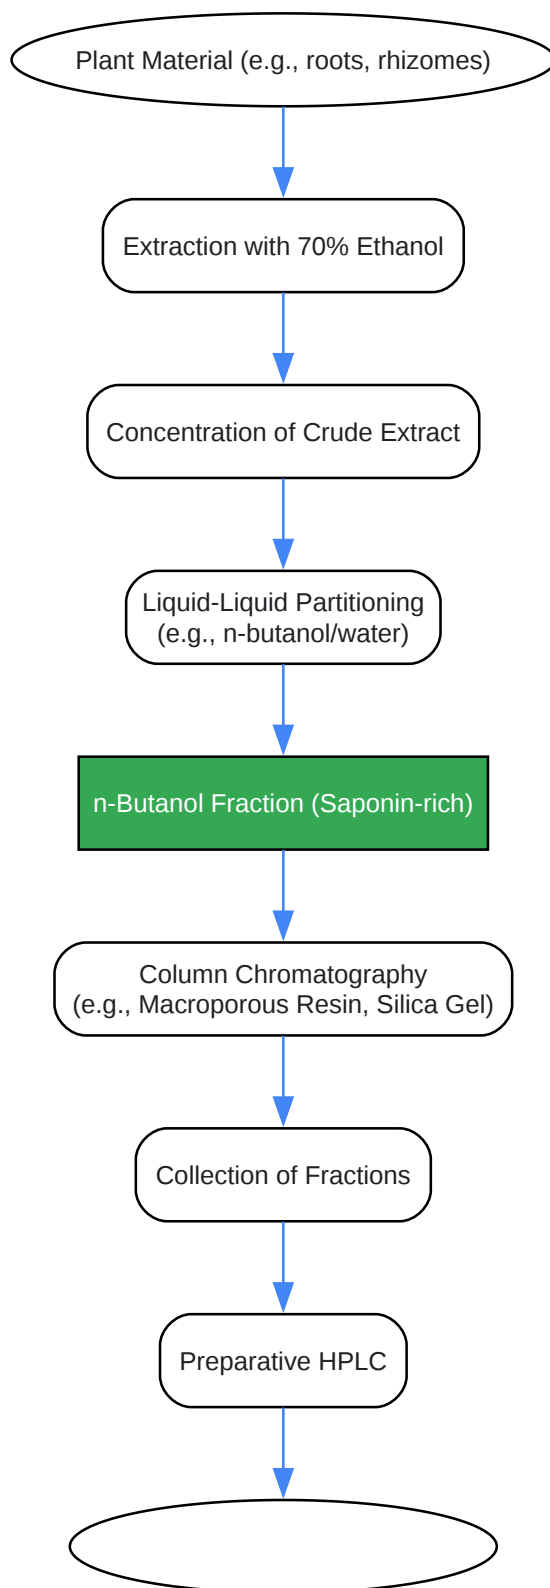 Plant Material (e.g., roots, rhizomes)
Extraction with 70% Ethanol
Concentration of Crude Extract
Liquid-Liquid Partitioning
(e.g., n-butanol/water)
n-Butanol Fraction (Saponin-rich)
Column Chromatography
(e.g., Macroporous Resin, Silica Gel)
Collection of Fractions
Preparative HPLC